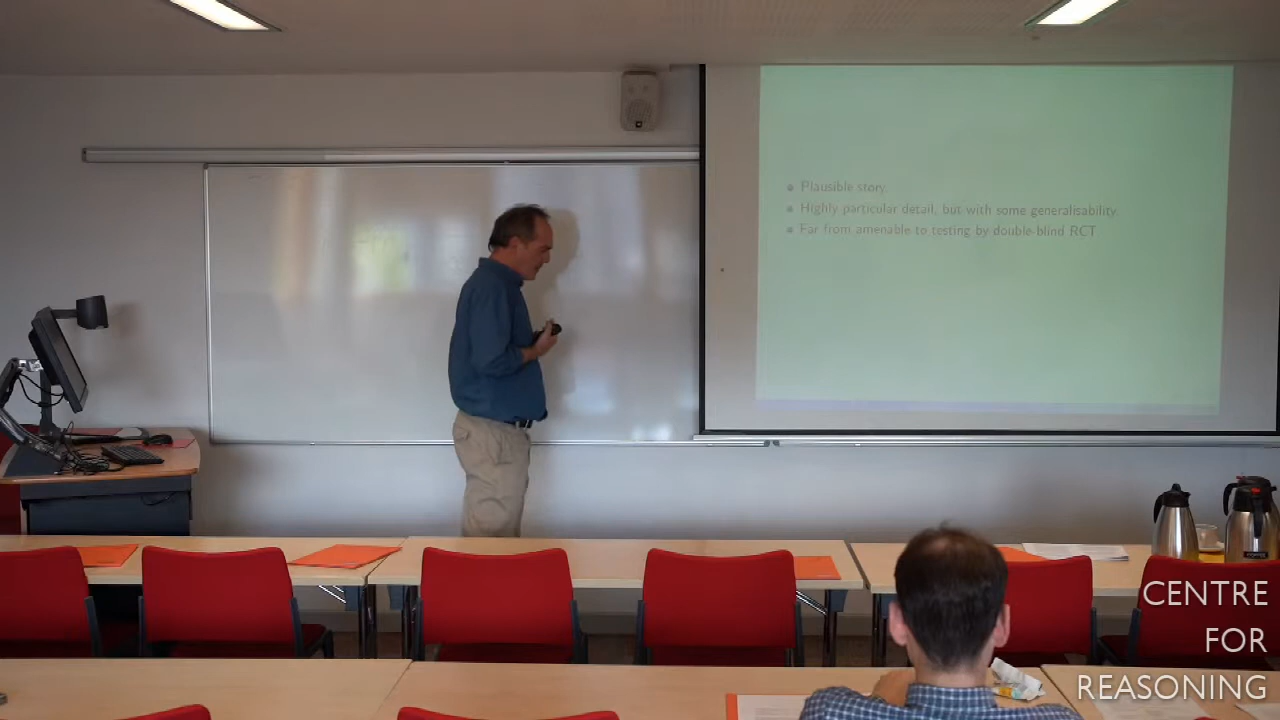 Plausible story.
Highly particular detail, but with some generalisability.
Far from amenable to testing by double-blind RCT
CENTRE
FOR
REASONING